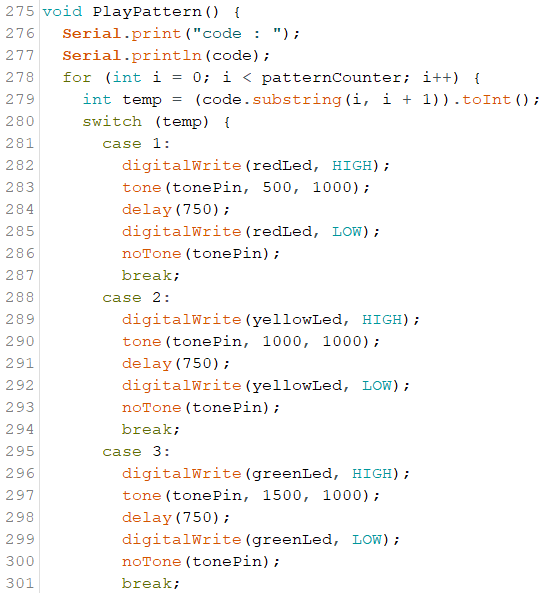 275 void PlayPattern() {
276   Serial.print("code : ");
277   Serial.println(code);
278   for (int i = 0; i < patternCounter; i++) {
279     int temp = (code.substring(i, i + 1)).toInt();
280     switch (temp) {
281       case 1:
282         digitalWrite(redLed, HIGH);
283         tone(tonePin, 500, 1000);
284         delay(750);
285         digitalWrite(redLed, LOW);
286         noTone(tonePin);
287         break;
288       case 2:
289         digitalWrite(yellowLed, HIGH);
290         tone(tonePin, 1000, 1000);
291         delay(750);
292         digitalWrite(yellowLed, LOW);
293         noTone(tonePin);
294         break;
295       case 3:
296         digitalWrite(greenLed, HIGH);
297         tone(tonePin, 1500, 1000);
298         delay(750);
299         digitalWrite(greenLed, LOW);
300         noTone(tonePin);
301         break;